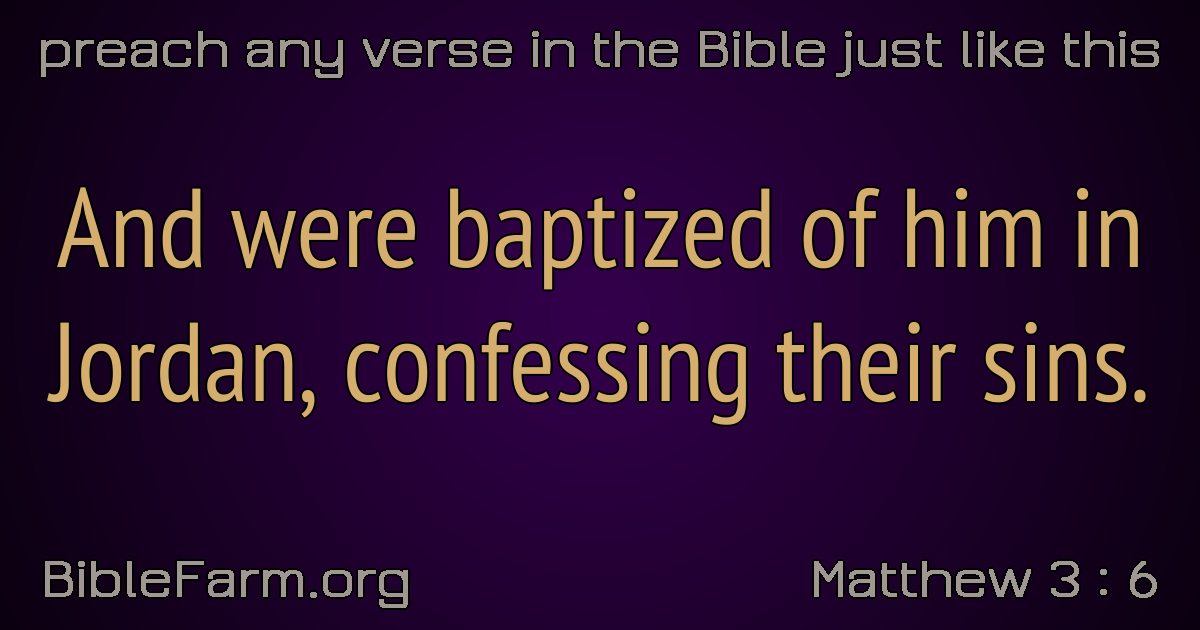 preach any verse in the Bible just like this
And were baptized of him in
Jordan, confessing their sins.
BibleFarm.org
Matthew 3 : 6